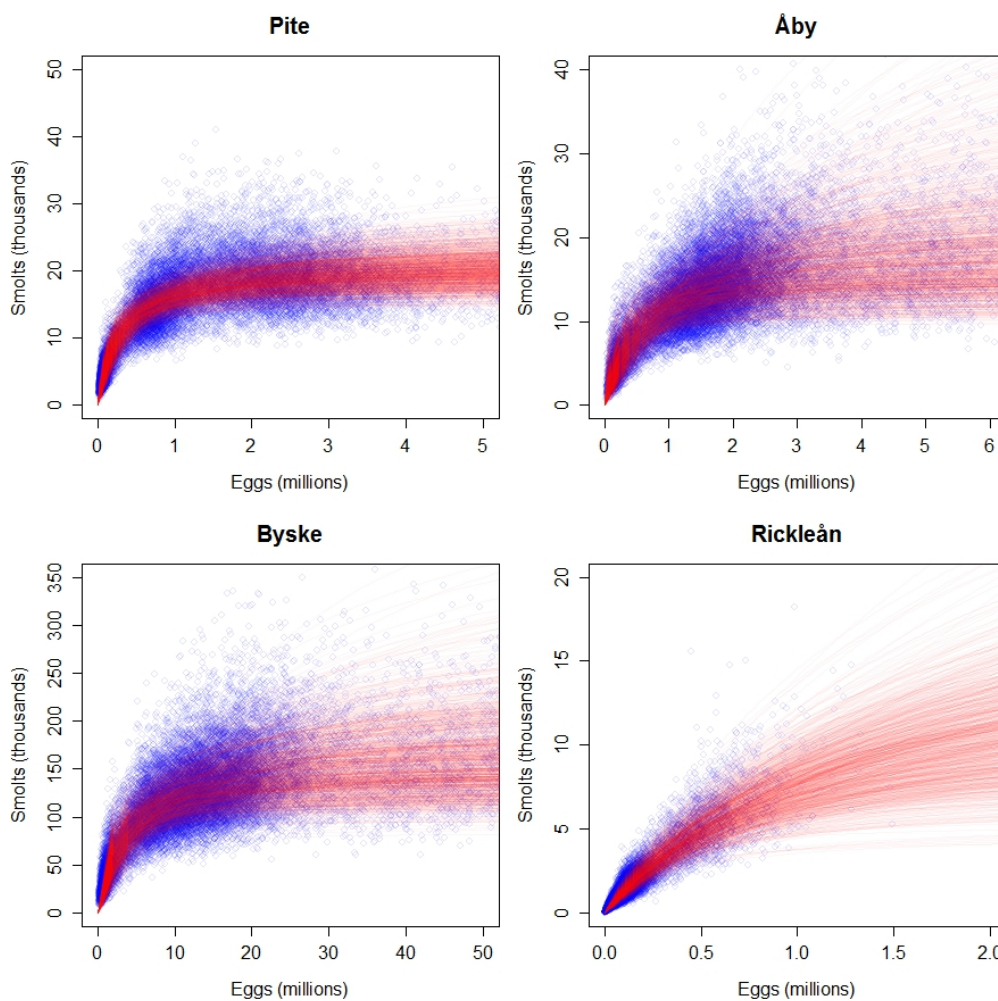 Pite
50
40
30
20
10
0
Smolts (thousands)
0 1 2 3 4 5
Eggs (millions)
Åby
40
30
20
10
0
Smolts (thousands)
0 1 2 3 4 5 6
Eggs (millions)
Byske
350
300
250
200
150
100
50
0
Smolts (thousands)
0 10 20 30 40 50
Eggs (millions)
Rickleån
20
15
10
5
0
Smolts (thousands)
0.0 0.5 1.0 1.5 2.0
Eggs (millions)